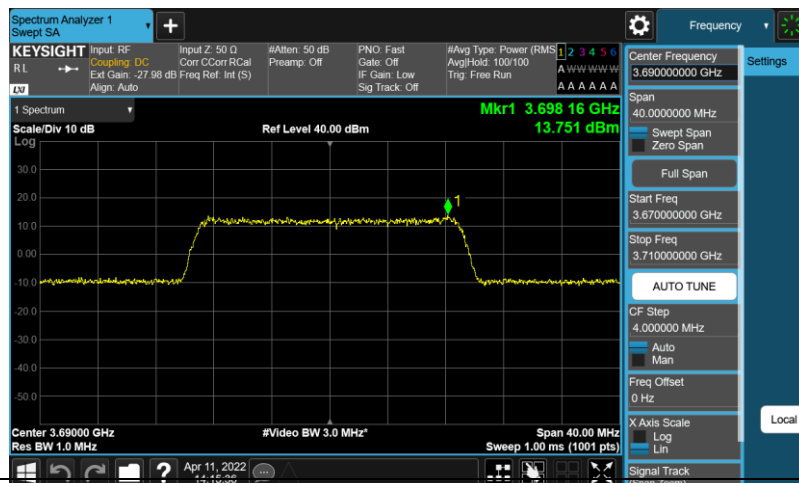 Spectrum Analyzer 1
Swept SA
Frequency
KEYSIGHT
RL
LXI
Input: RF
Coupling: DC
Ext Gain: -27.98 dB
Align: Auto
Input Z: 50 Ω
Corr CCorr RCal
Freq Ref: Int (S)
#Atten: 50 dB
Preamp: Off
PNO: Fast
Gate: Off
IF Gain: Low
Sig Track: Off
#Avg Type: Power (RMS
Avg|Hold: 100/100
Trig: Free Run
1 2 3 4 5 6
A W W W W W
A A A A A A
1 Spectrum
Scale/Div 10 dB
Log
Ref Level 40.00 dBm
Mkr1 3.698 16 GHz
13.751 dBm
1
30.0
20.0
10.0
0.00
-10.0
-20.0
-30.0
-40.0
-50.0
Center 3.69000 GHz
Res BW 1.0 MHz
#Video BW 3.0 MHz*
Span 40.00 MHz
Sweep 1.00 ms (1001 pts)
?
Apr 11, 2022
Center Frequency
3.690000000 GHz
Span
40.0000000 MHz
Swept Span
Zero Span
Full Span
Start Freq
3.670000000 GHz
Stop Freq
3.710000000 GHz
AUTO TUNE
CF Step
4.000000 MHz
Auto
Man
Freq Offset
0 Hz
X Axis Scale
Log
Lin
Signal Track
Settings
Local